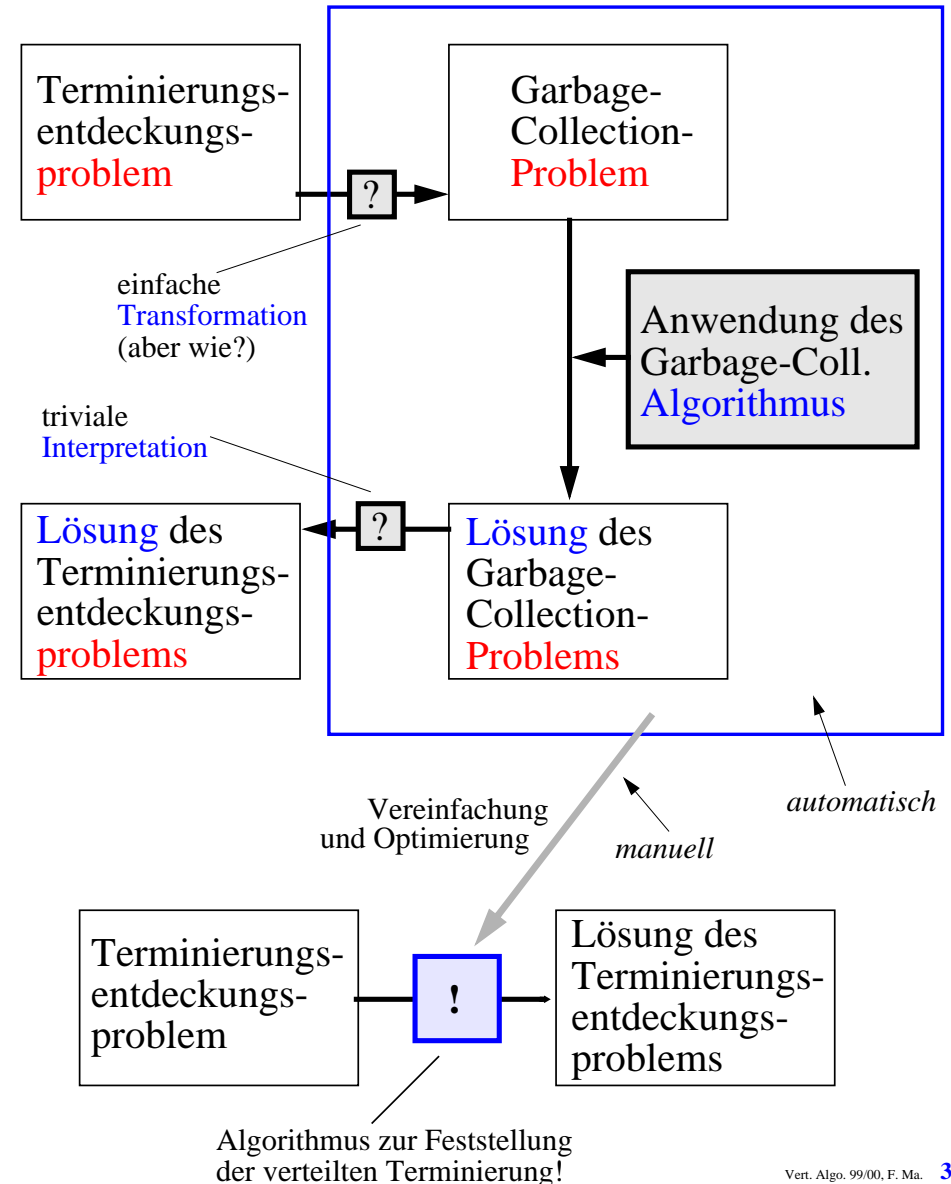 Terminierungs-
entdeckungs-
problem
?
Garbage-
Collection-
Problem
einfache
Transformation
(aber wie?)
Anwendung des
Garbage-Coll.
Algorithmus
triviale
Interpretation
Lösung des
Terminierungs-
entdeckungs-
problems
?
Lösung des
Garbage-
Collection-
Problems
automatisch
Vereinfachung
und Optimierung
manuell
Terminierungs-
entdeckungs-
problem
!
Lösung des
Terminierungs-
entdeckungs-
problems
Algorithmus zur Feststellung
der verteilten Terminierung!
Vert. Algo. 99/00, F. Ma. 3